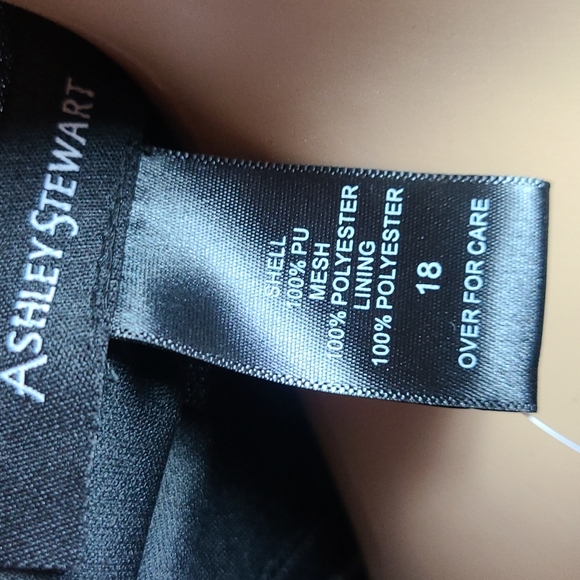 ASHLEY STEWART
SHELL
100% PU
MESH
100% POLYESTER
LINING
100% POLYESTER
18
OVER FOR CARE